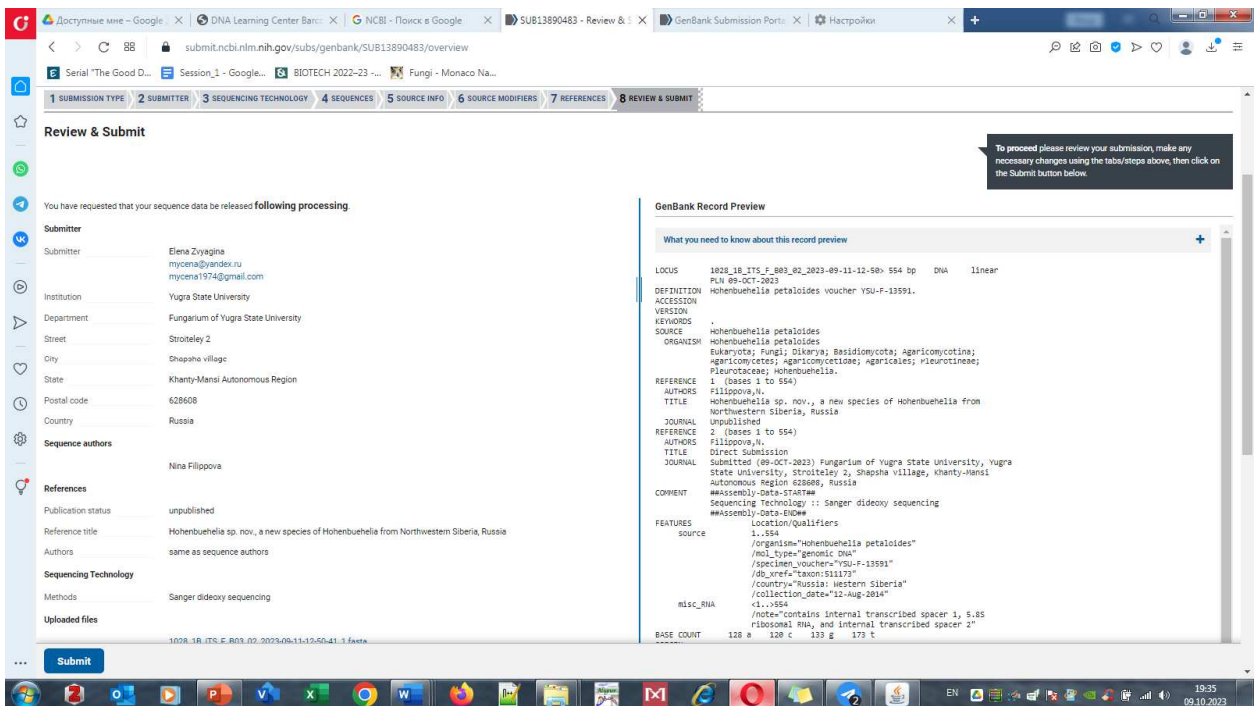 Доступные мне – Google
DNA Learning Center Barc
NCBI - Поиск в Google
SUB13890483 - Review & S
GenBank Submission Porta
Настройки
submit.ncbi.nlm.nih.gov/subs/genbank/SUB13890483/overview
Serial "The Good D...
Session_1 - Google...
BIOTECH 2022–23 -...
Fungi - Monaco Na...
1 SUBMISSION TYPE
2 SUBMITTER
3 SEQUENCING TECHNOLOGY
4 SEQUENCES
5 SOURCE INFO
6 SOURCE MODIFIERS
7 REFERENCES
8 REVIEW & SUBMIT
Review & Submit
To proceed please review your submission, make any
necessary changes using the tabs/steps above, then click on
the Submit button below.
You have requested that your sequence data be released following processing.
Submitter
Submitter Elena Zvyagina
mycena@yandex.ru
mycena1974@gmail.com
Institution Yugra State University
Department Fungarium of Yugra State University
Street Stroiteley 2
City Shapsha village
State Khanty-Mansi Autonomous Region
Postal code 628608
Country Russia
Sequence authors
Nina Filippova
References
Publication status unpublished
Reference title Hohenbuehelia sp. nov., a new species of Hohenbuehelia from Northwestern Siberia, Russia
Authors same as sequence authors
Sequencing Technology
Methods Sanger dideoxy sequencing
Uploaded files
1028_1B_ITS_F_B03_02_2023-09-11-12-50-41_1.fasta
Submit
GenBank Record Preview
What you need to know about this record preview +
LOCUS 1028_1B_ITS_F_B03_02_2023-09-11-12-50> 554 bp DNA linear
PLN 09-OCT-2023
DEFINITION Hohenbuehelia petaloides voucher YSU-F-13591.
ACCESSION
VERSION
KEYWORDS .
SOURCE Hohenbuehelia petaloides
ORGANISM Hohenbuehelia petaloides
Eukaryota; Fungi; Dikarya; Basidiomycota; Agaricomycotina;
Agaricomycetes; Agaricomycetidae; Agaricales; Pleurotineae;
Pleurotaceae; Hohenbuehelia.
REFERENCE 1 (bases 1 to 554)
AUTHORS Filippova,N.
TITLE Hohenbuehelia sp. nov., a new species of Hohenbuehelia from
Northwestern Siberia, Russia
JOURNAL Unpublished
REFERENCE 2 (bases 1 to 554)
AUTHORS Filippova,N.
TITLE Direct Submission
JOURNAL Submitted (09-OCT-2023) Fungarium of Yugra State University, Yugra
State University, Stroiteley 2, Shapsha village, Khanty-Mansi
Autonomous Region 628608, Russia
COMMENT ##Assembly-Data-START##
Sequencing Technology :: Sanger dideoxy sequencing
##Assembly-Data-END##
FEATURES Location/Qualifiers
source 1..554
/organism="Hohenbuehelia petaloides"
/mol_type="genomic DNA"
/specimen_voucher="YSU-F-13591"
/db_xref="taxon:511173"
/country="Russia: Western Siberia"
/collection_date="12-Aug-2014"
misc_RNA <1..>554
/note="contains internal transcribed spacer 1, 5.8S
ribosomal RNA, and internal transcribed spacer 2"
BASE COUNT 128 a 120 c 133 g 173 t
EN
19:35
09.10.2023